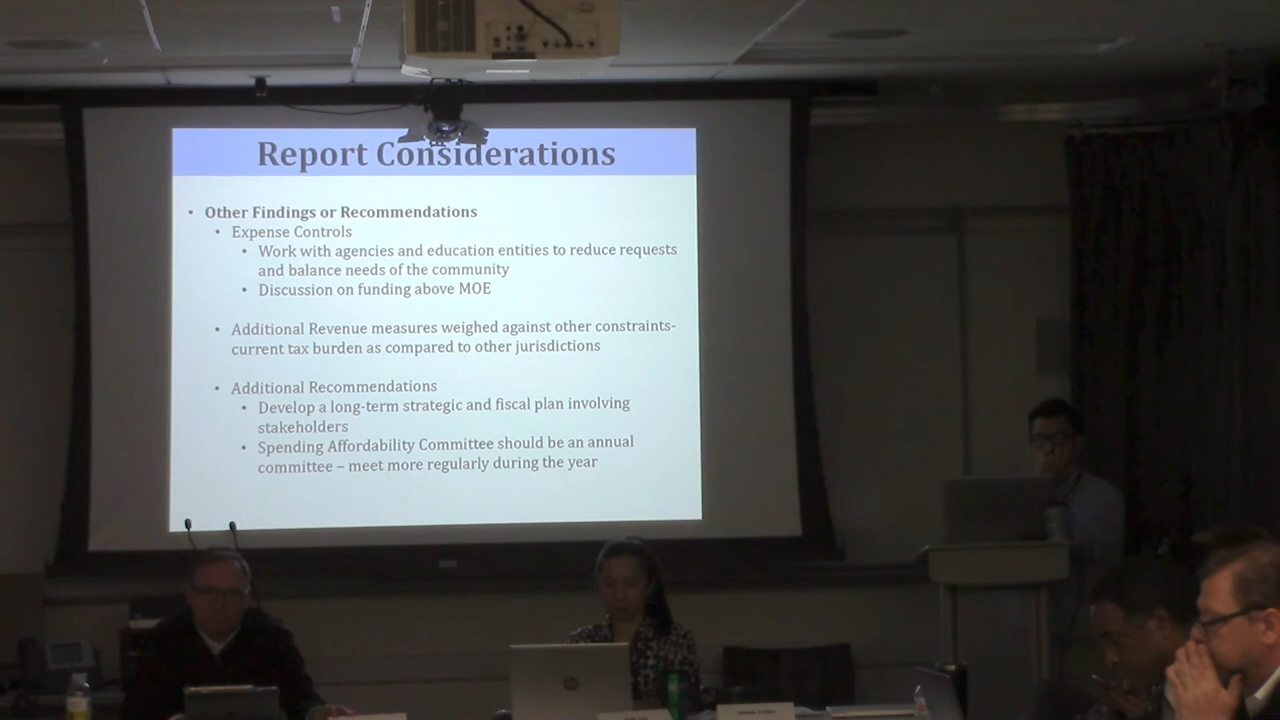 Report Considerations
• Other Findings or Recommendations
• Expense Controls
• Work with agencies and education entities to reduce requests
and balance needs of the community
• Discussion on funding above MOE
• Additional Revenue measures weighed against other constraints-
current tax burden as compared to other jurisdictions
• Additional Recommendations
• Develop a long-term strategic and fiscal plan involving
stakeholders
• Spending Affordability Committee should be an annual
committee – meet more regularly during the year
hp